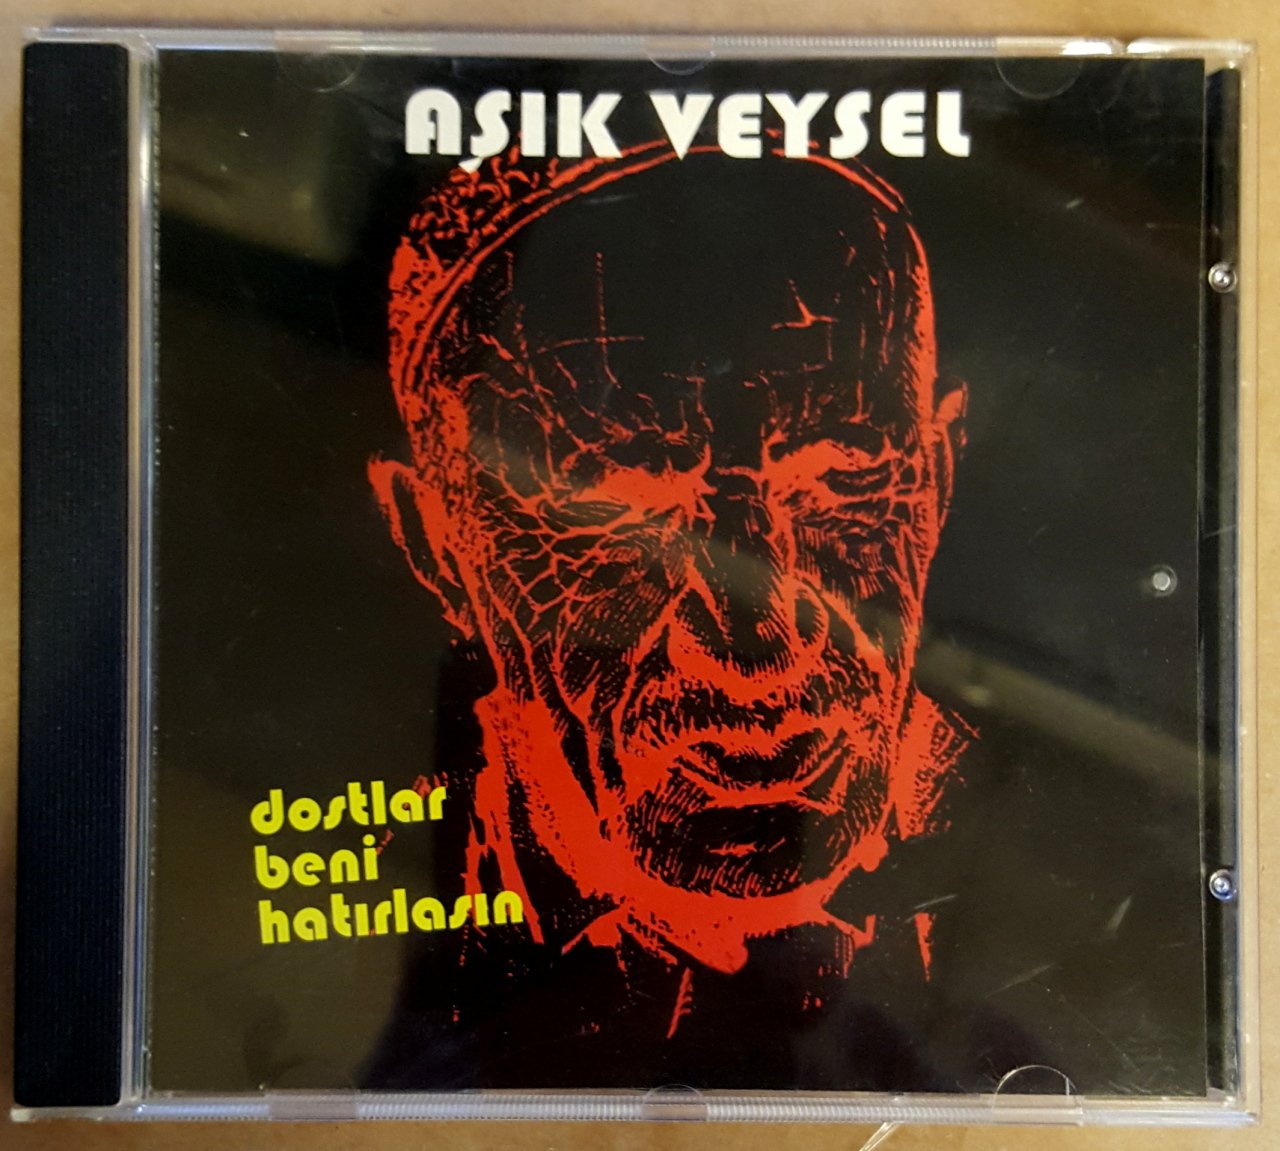 AŞIK VEYSEL
dostlar
beni
hatırlasın